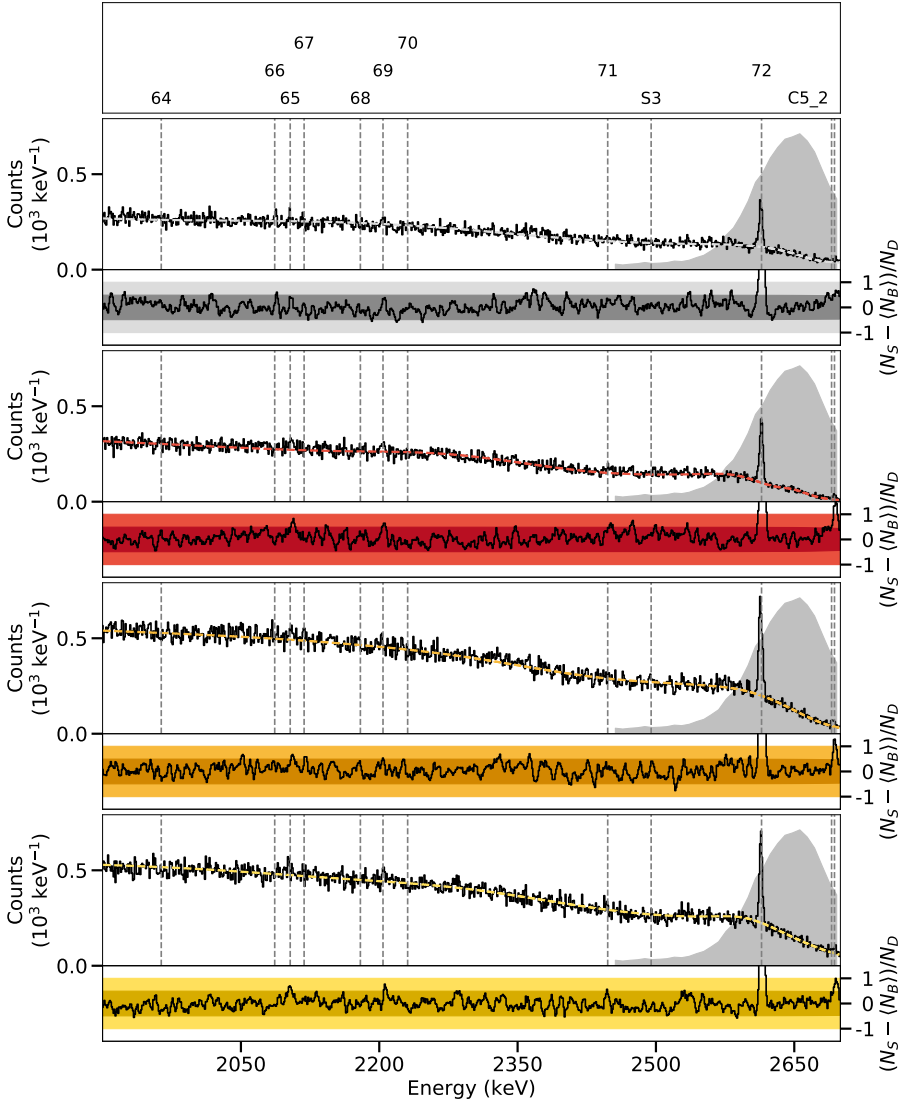 67 70
66 69 71 72
64 65 68 S3 C5_2
Counts
(10³ keV⁻¹)
0.5
0.0
1
0
-1
(N_S − ⟨N_B⟩)/N_D
Counts
(10³ keV⁻¹)
0.5
0.0
1
0
-1
(N_S − ⟨N_B⟩)/N_D
Counts
(10³ keV⁻¹)
0.5
0.0
1
0
-1
(N_S − ⟨N_B⟩)/N_D
Counts
(10³ keV⁻¹)
0.5
0.0
1
0
-1
(N_S − ⟨N_B⟩)/N_D
2050 2200 2350 2500 2650
Energy (keV)